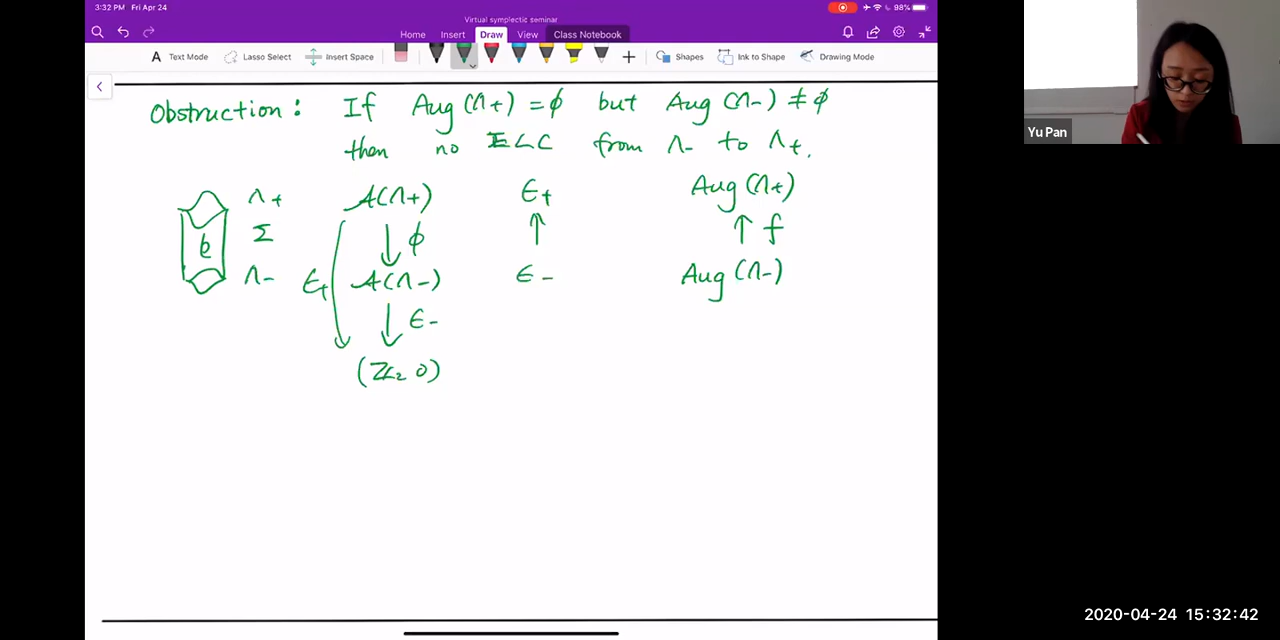 3:32 PM Fri Apr 24
98%
Virtual symplectic seminar
Home Insert Draw View Class Notebook
Text Mode Lasso Select Insert Space Shapes Ink to Shape Drawing Mode
Yu Pan
Obstruction : If Aug (Λ+) = ϕ but Aug (Λ-) ≠ ϕ
then no ELC from Λ- to Λ+.
Λ+ A(Λ+) ϵ+ Aug (Λ+)
Σ ↓ ϕ ↑ ↑ f
Λ- ϵ+ A(Λ-) ϵ- Aug (Λ-)
↓ ϵ-
(ℤ₂ 0)
2020-04-24 15:32:42